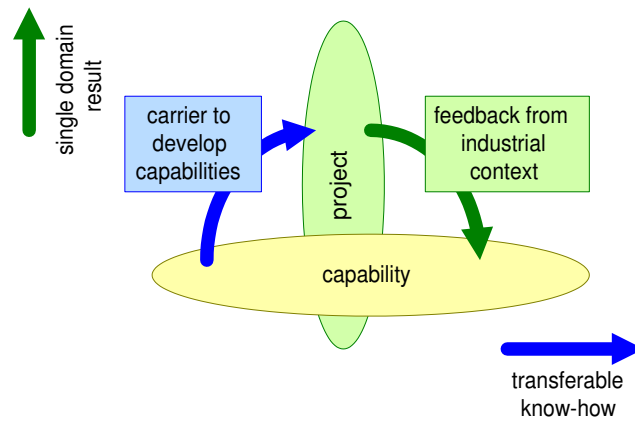 single domain
result
carrier to
develop
capabilities
project
feedback from
industrial
context
capability
transferable
know-how